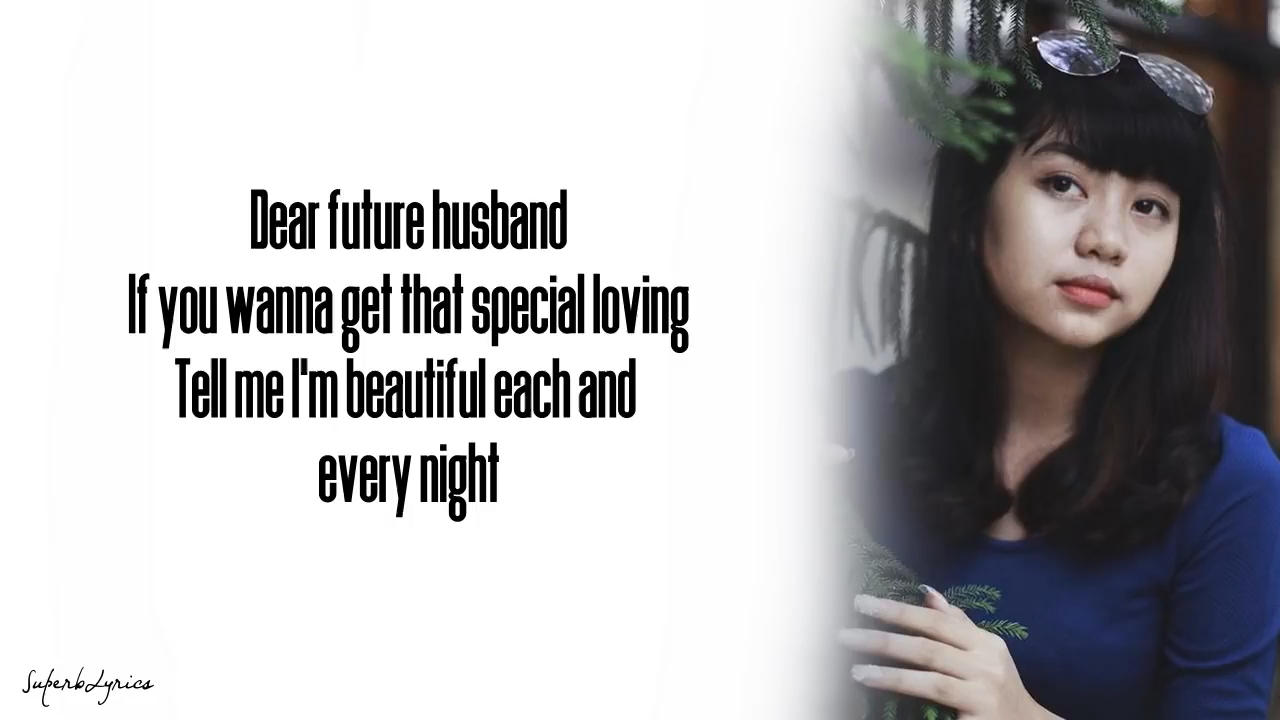 Dear future husband
If you wanna get that special loving
Tell me I'm beautiful each and
every night
SuperbLyrics